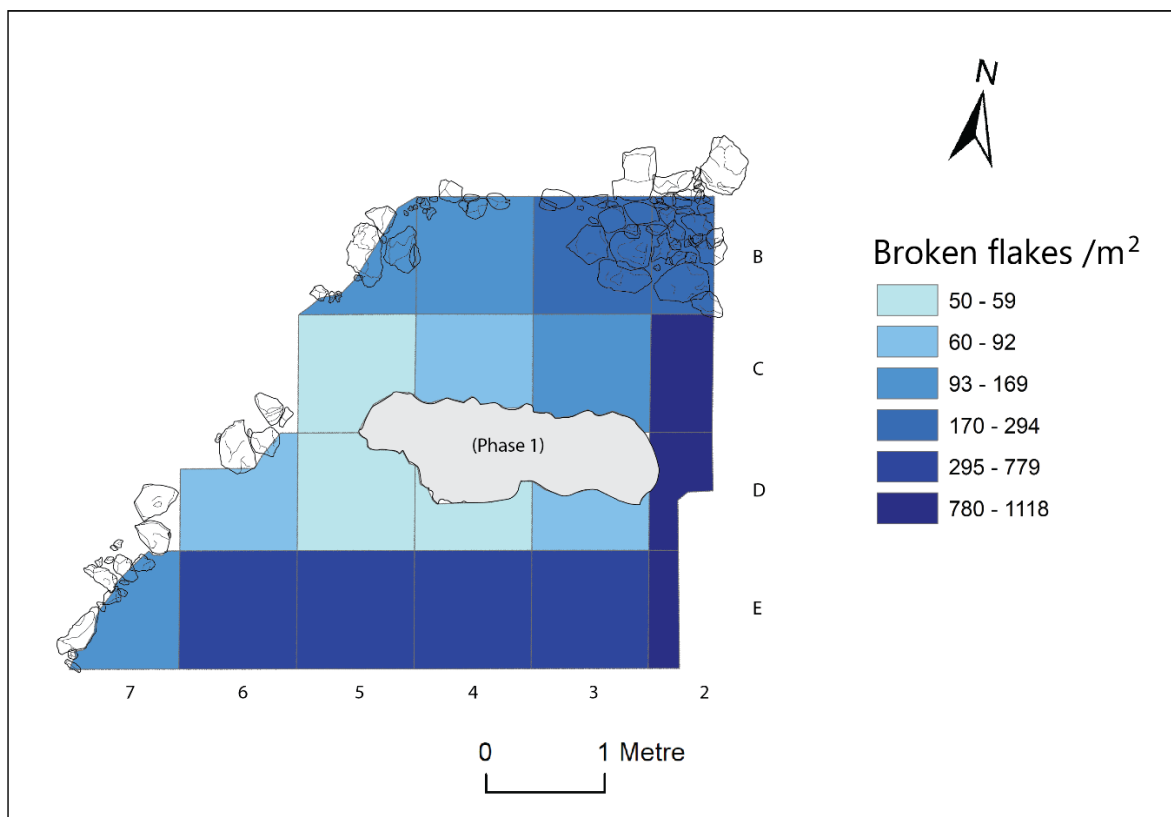 N
Broken flakes /m²
50 - 59
60 - 92
93 - 169
170 - 294
295 - 779
780 - 1118
B
C
(Phase 1)
D
E
7 6 5 4 3 2
0 1 Metre